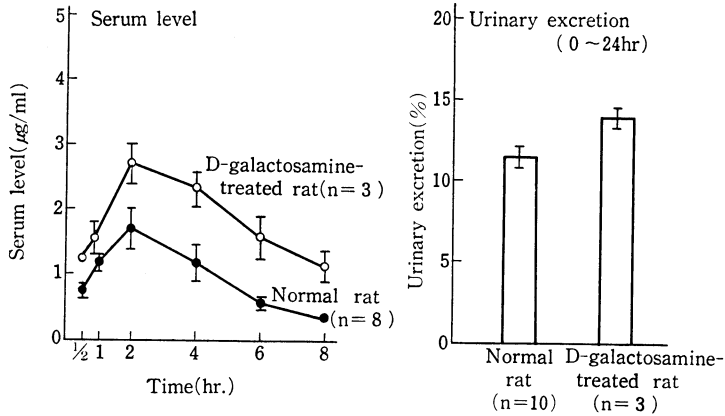 Serum level
Serum level(μg/ml)
5
4
3
2
1
0
D-galactosamine-
treated rat(n=3)
Normal rat
(n=8)
½ 1 2 4 6 8
Time(hr.)
Urinary excretion
(0~24hr)
Urinary excretion(%)
20
15
10
5
0
Normal
rat
(n=10)
D-galactosamine-
treated rat
(n=3)